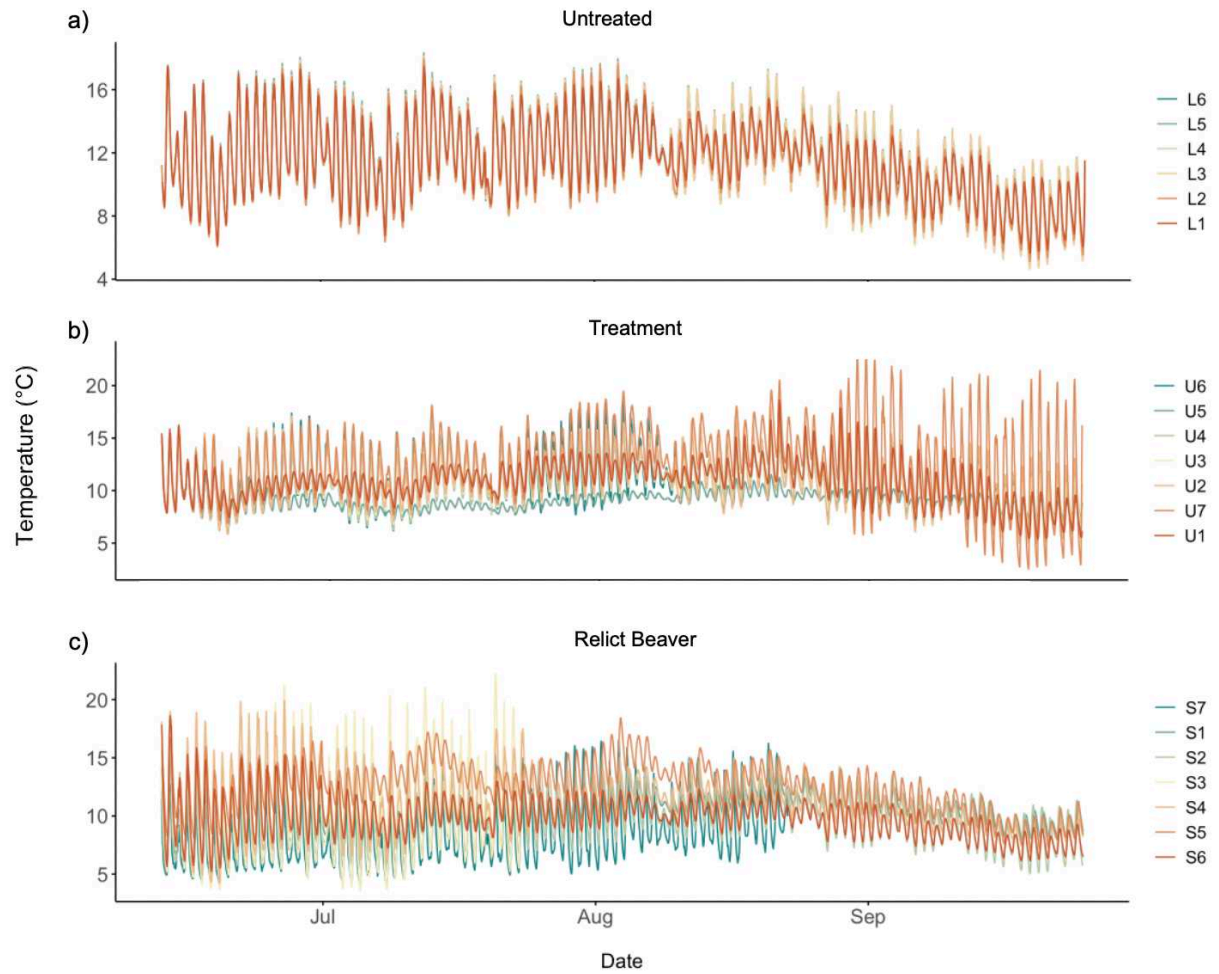 a)
Untreated
16
12
8
4
L6
L5
L4
L3
L2
L1
b)
Treatment
20
15
10
5
U6
U5
U4
U3
U2
U7
U1
Temperature (°C)
c)
Relict Beaver
20
15
10
5
S7
S1
S2
S3
S4
S5
S6
Jul
Aug
Sep
Date